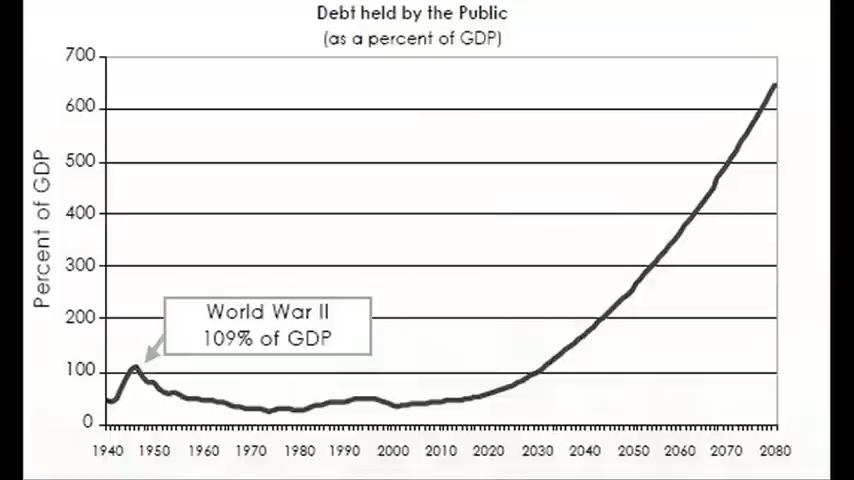 Debt held by the Public
(as a percent of GDP)
Percent of GDP
700
600
500
400
300
200
100
0
World War II
109% of GDP
1940 1950 1960 1970 1980 1990 2000 2010 2020 2030 2040 2050 2060 2070 2080